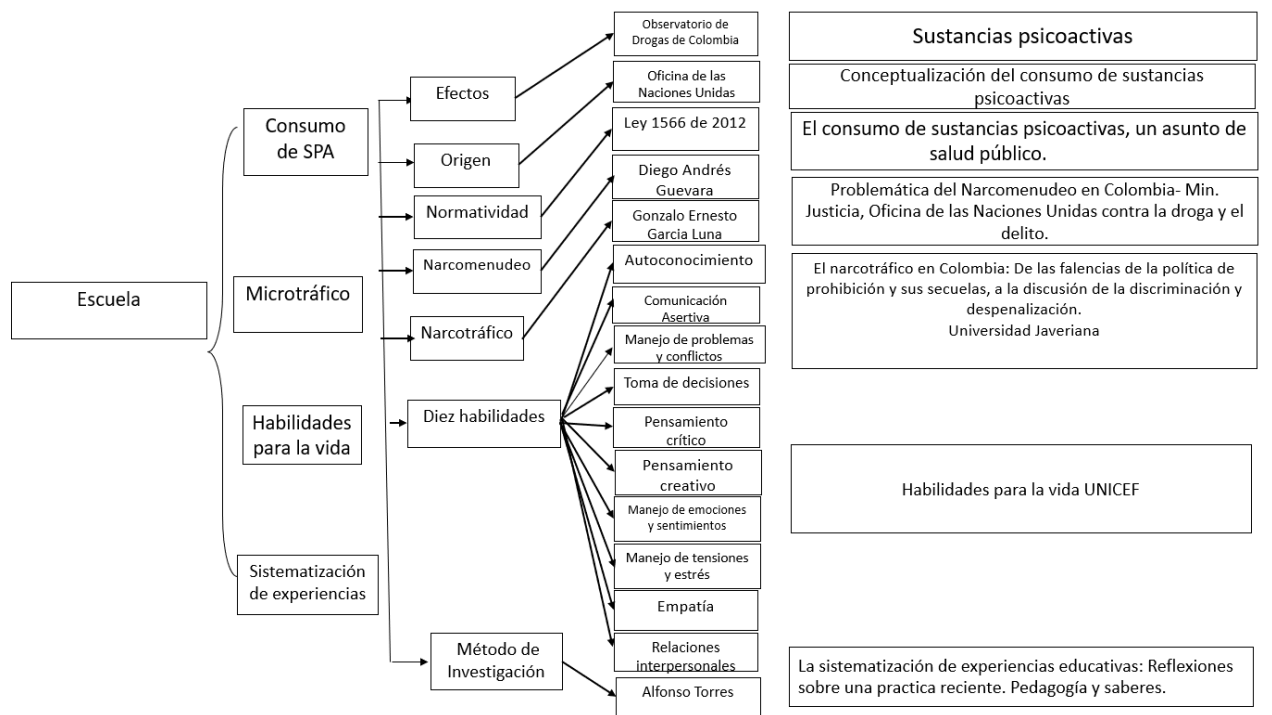 Escuela
Consumo
de SPA
Microtráfico
Habilidades
para la vida
Sistematización
de experiencias
Efectos
Origen
Normatividad
Narcomenudeo
Narcotráfico
Diez habilidades
Método de
Investigación
Observatorio de
Drogas de Colombia
Oficina de las
Naciones Unidas
Ley 1566 de 2012
Diego Andrés
Guevara
Gonzalo Ernesto
Garcia Luna
Autoconocimiento
Comunicación
Asertiva
Manejo de problemas
y conflictos
Toma de decisiones
Pensamiento
crítico
Pensamiento
creativo
Manejo de emociones
y sentimientos
Manejo de tensiones
y estrés
Empatía
Relaciones
interpersonales
Alfonso Torres
Sustancias psicoactivas
Conceptualización del consumo de sustancias
psicoactivas
El consumo de sustancias psicoactivas, un asunto de
salud público.
Problemática del Narcomenudeo en Colombia- Min.
Justicia, Oficina de las Naciones Unidas contra la droga y el
delito.
El narcotráfico en Colombia: De las falencias de la política de
prohibición y sus secuelas, a la discusión de la discriminación y
despenalización.
Universidad Javeriana
Habilidades para la vida UNICEF
La sistematización de experiencias educativas: Reflexiones
sobre una practica reciente. Pedagogía y saberes.